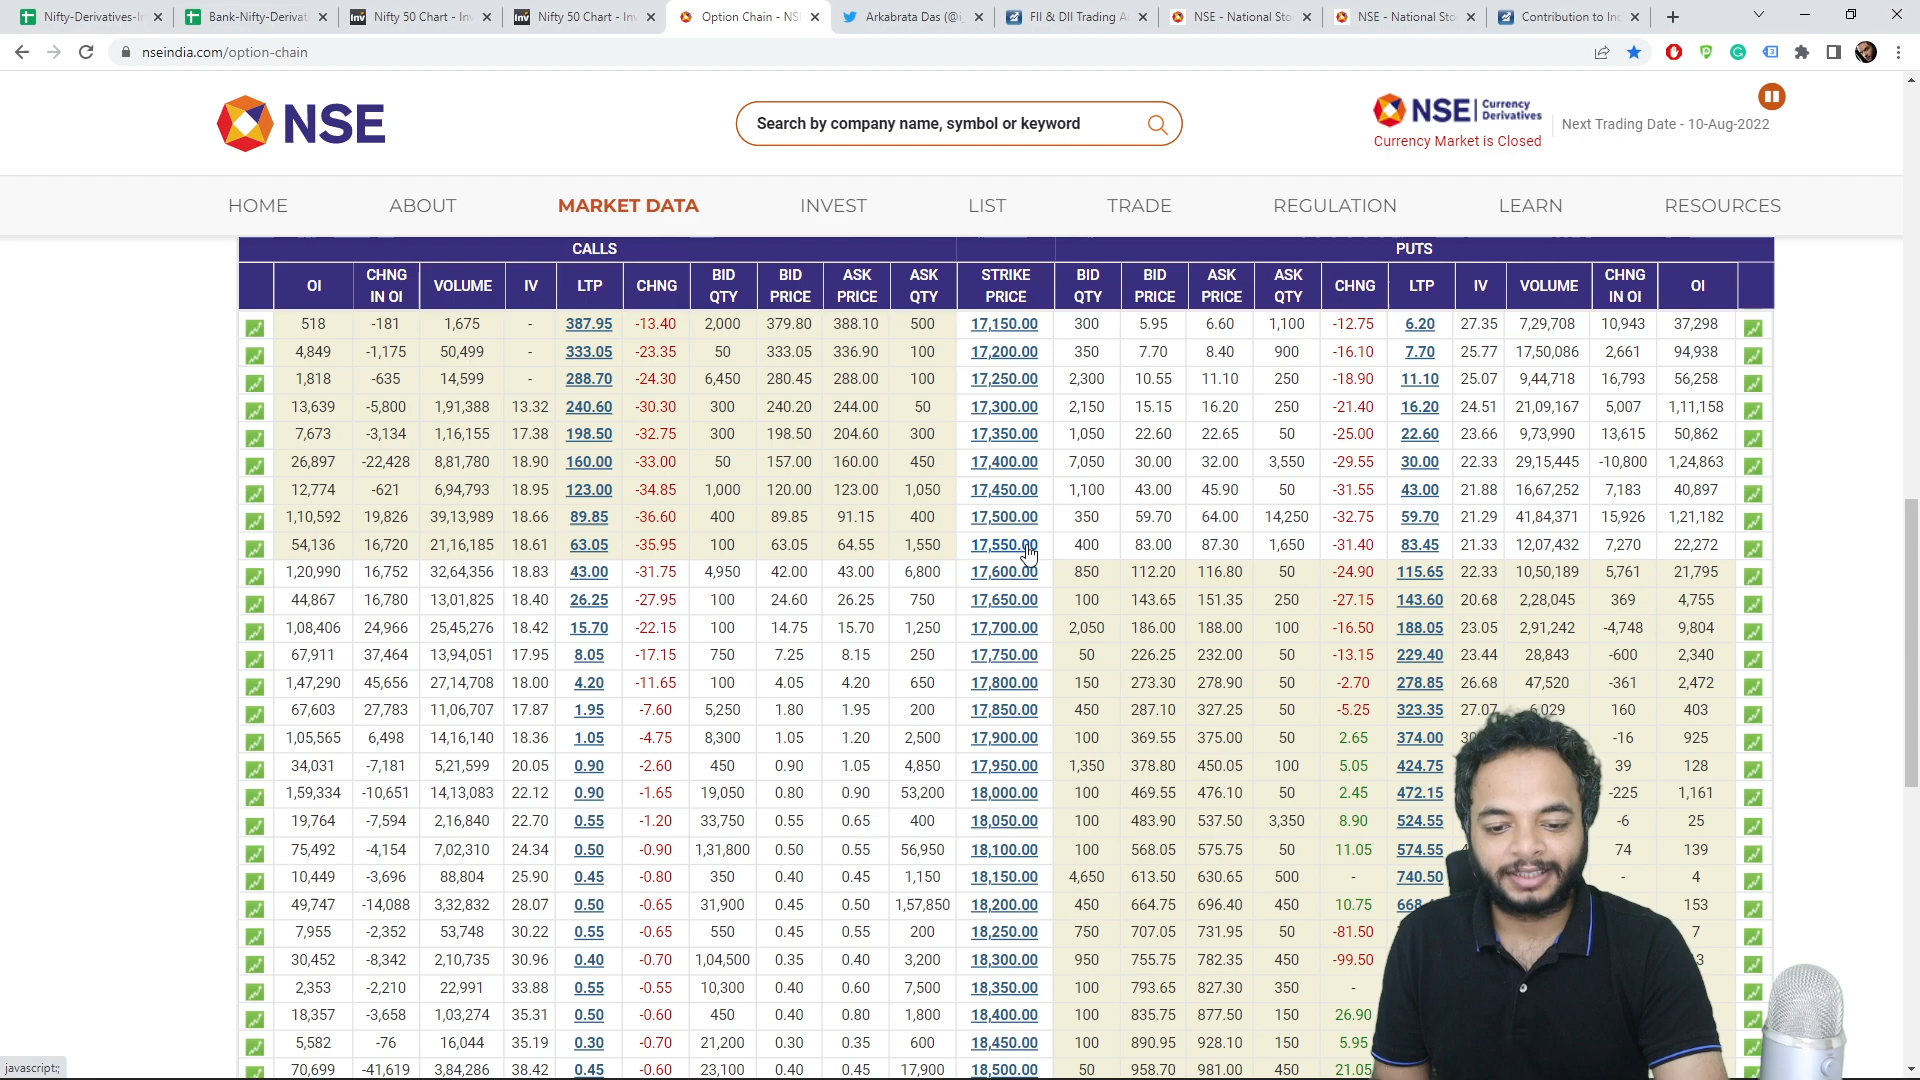 Nifty-Derivatives-In
Bank-Nifty-Derivat
Nifty 50 Chart - Inv
Nifty 50 Chart - Inv
Option Chain - NS
Arkabrata Das (@i_
FII & DII Trading A
NSE - National Sto
NSE - National Sto
Contribution to Inc
nseindia.com/option-chain
NSE
Search by company name, symbol or keyword
NSE Currency Derivatives
Currency Market is Closed
Next Trading Date - 10-Aug-2022
HOME ABOUT MARKET DATA INVEST LIST TRADE REGULATION LEARN RESOURCES
CALLS PUTS
OI CHNG IN OI VOLUME IV LTP CHNG BID QTY BID PRICE ASK PRICE ASK QTY STRIKE PRICE BID QTY BID PRICE ASK PRICE ASK QTY CHNG LTP IV VOLUME CHNG IN OI OI
518 -181 1,675 - 387.95 -13.40 2,000 379.80 388.10 500 17,150.00 300 5.95 6.60 1,100 -12.75 6.20 27.35 7,29,708 10,943 37,298
4,849 -1,175 50,499 - 333.05 -23.35 50 333.05 336.90 100 17,200.00 350 7.70 8.40 900 -16.10 7.70 25.77 17,50,086 2,661 94,938
1,818 -635 14,599 - 288.70 -24.30 6,450 280.45 288.00 100 17,250.00 2,300 10.55 11.10 250 -18.90 11.10 25.07 9,44,718 16,793 56,258
13,639 -5,800 1,91,388 13.32 240.60 -30.30 300 240.20 244.00 50 17,300.00 2,150 15.15 16.20 250 -21.40 16.20 24.51 21,09,167 5,007 1,11,158
7,673 -3,134 1,16,155 17.38 198.50 -32.75 300 198.50 204.60 300 17,350.00 1,050 22.60 22.65 50 -25.00 22.60 23.66 9,73,990 13,615 50,862
26,897 -22,428 8,81,780 18.90 160.00 -33.00 50 157.00 160.00 450 17,400.00 7,050 30.00 32.00 3,550 -29.55 30.00 22.33 29,15,445 -10,800 1,24,863
12,774 -621 6,94,793 18.95 123.00 -34.85 1,000 120.00 123.00 1,050 17,450.00 1,100 43.00 45.90 50 -31.55 43.00 21.88 16,67,252 7,183 40,897
1,10,592 19,826 39,13,989 18.66 89.85 -36.60 400 89.85 91.15 400 17,500.00 350 59.70 64.00 14,250 -32.75 59.70 21.29 41,84,371 15,926 1,21,182
54,136 16,720 21,16,185 18.61 63.05 -35.95 100 63.05 64.55 1,550 17,550.00 400 83.00 87.30 1,650 -31.40 83.45 21.33 12,07,432 7,270 22,272
1,20,990 16,752 32,64,356 18.83 43.00 -31.75 4,950 42.00 43.00 6,800 17,600.00 850 112.20 116.80 50 -24.90 115.65 22.33 10,50,189 5,761 21,795
44,867 16,780 13,01,825 18.40 26.25 -27.95 100 24.60 26.25 750 17,650.00 100 143.65 151.35 250 -27.15 143.60 20.68 2,28,045 369 4,755
1,08,406 24,966 25,45,276 18.42 15.70 -22.15 100 14.75 15.70 1,250 17,700.00 2,050 186.00 188.00 100 -16.50 188.05 23.05 2,91,242 -4,748 9,804
67,911 37,464 13,94,051 17.95 8.05 -17.15 750 7.25 8.15 250 17,750.00 50 226.25 232.00 50 -13.15 229.40 23.44 28,843 -600 2,340
1,47,290 45,656 27,14,708 18.00 4.20 -11.65 100 4.05 4.20 650 17,800.00 150 273.30 278.90 50 -2.70 278.85 26.68 47,520 -361 2,472
67,603 27,783 11,06,707 17.87 1.95 -7.60 5,250 1.80 1.95 200 17,850.00 450 287.10 327.25 50 -5.25 323.35 27.07 6,029 160 403
1,05,565 6,498 14,16,140 18.36 1.05 -4.75 8,300 1.05 1.20 2,500 17,900.00 100 369.55 375.00 50 2.65 374.00 -16 925
34,031 -7,181 5,21,599 20.05 0.90 -2.60 450 0.90 1.05 4,850 17,950.00 1,350 378.80 450.05 100 5.05 424.75 39 128
1,59,334 -10,651 14,13,083 22.12 0.90 -1.65 19,050 0.80 0.90 53,200 18,000.00 100 469.55 476.10 50 2.45 472.15 -225 1,161
19,764 -7,594 2,16,840 22.70 0.55 -1.20 33,750 0.55 0.65 400 18,050.00 100 483.90 537.50 3,350 8.90 524.55 -6 25
75,492 -4,154 7,02,310 24.34 0.50 -0.90 1,31,800 0.50 0.55 56,950 18,100.00 100 568.05 575.75 50 11.05 574.55 74 139
10,449 -3,696 88,804 25.90 0.45 -0.80 350 0.40 0.45 1,150 18,150.00 4,650 613.50 630.65 500 - 740.50 - 4
49,747 -14,088 3,32,832 28.07 0.50 -0.65 31,900 0.45 0.50 1,57,850 18,200.00 450 664.75 696.40 450 10.75 153
7,955 -2,352 53,748 30.22 0.55 -0.65 550 0.45 0.55 200 18,250.00 750 707.05 731.95 50 -81.50 7
30,452 -8,342 2,10,735 30.96 0.40 -0.70 1,04,500 0.35 0.40 3,200 18,300.00 950 755.75 782.35 450 -99.50
2,353 -2,210 22,991 33.88 0.55 -0.55 10,300 0.40 0.60 7,500 18,350.00 100 793.65 827.30 350 -
18,357 -3,658 1,03,274 35.31 0.50 -0.60 450 0.40 0.80 1,800 18,400.00 100 835.75 877.50 150 26.90
5,582 -76 16,044 35.19 0.30 -0.70 21,200 0.30 0.35 600 18,450.00 100 890.95 928.10 150 5.95
70,699 -41,619 3,84,286 38.42 0.45 -0.60 23,100 0.40 0.45 17,900 18,500.00 50 958.70 981.00 450 21.05
javascript:;